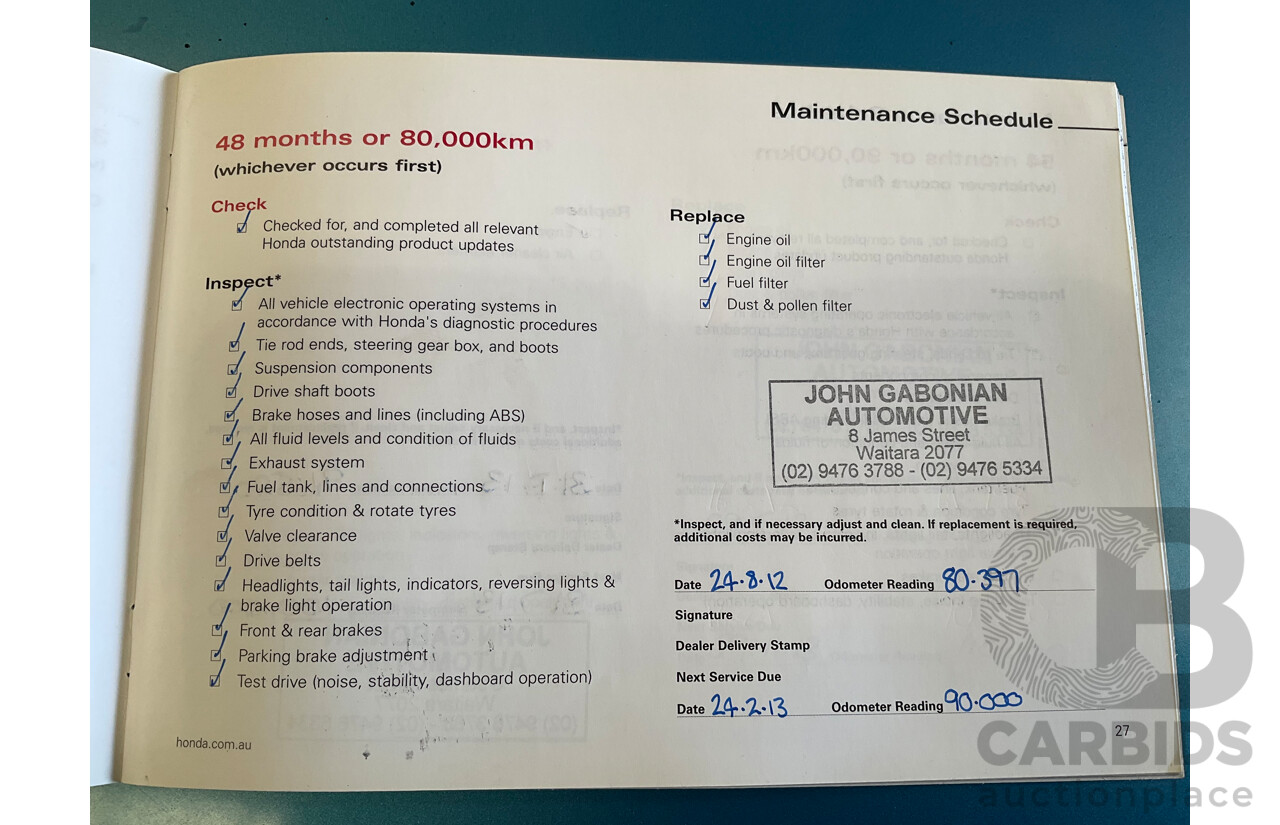 Maintenance Schedule
48 months or 80,000km
(whichever occurs first)
Check
Checked for, and completed all relevant
Honda outstanding product updates
Inspect*
All vehicle electronic operating systems in
accordance with Honda's diagnostic procedures
Tie rod ends, steering gear box, and boots
Suspension components
Drive shaft boots
Brake hoses and lines (including ABS)
All fluid levels and condition of fluids
Exhaust system
Fuel tank, lines and connections
Tyre condition & rotate tyres
Valve clearance
Drive belts
Headlights, tail lights, indicators, reversing lights &
brake light operation
Front & rear brakes
Parking brake adjustment
Test drive (noise, stability, dashboard operation)
honda.com.au
Replace
Engine oil
Engine oil filter
Fuel filter
Dust & pollen filter
JOHN GABONIAN
AUTOMOTIVE
8 James Street
Waitara 2077
(02) 9476 3788 - (02) 9476 5334
*Inspect, and if necessary adjust and clean. If replacement is required,
additional costs may be incurred.
Date 24.8.12 Odometer Reading 80.397
Signature
Dealer Delivery Stamp
Next Service Due
Date 24.2.13 Odometer Reading 90.000
27
CB
CARBIDS
auctionplace